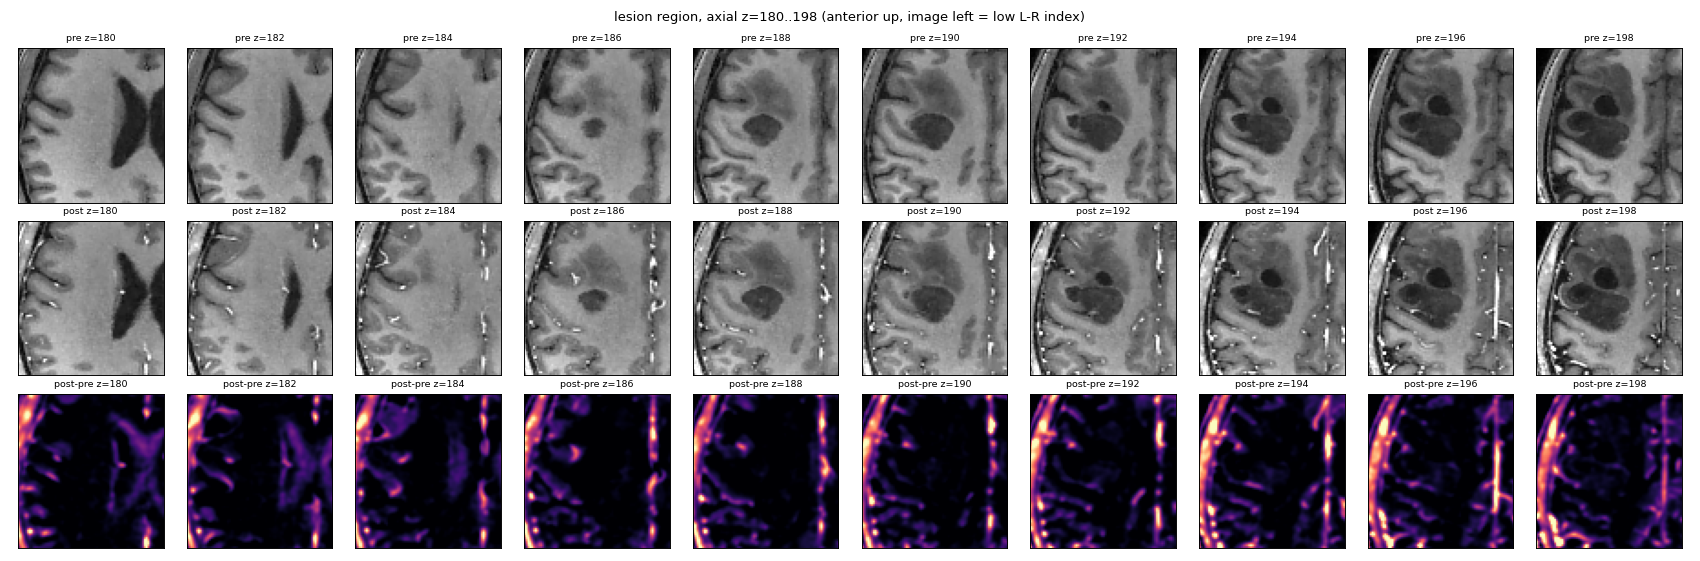 lesion region, axial z=180..198 (anterior up, image left = low L-R index)
pre z=180 pre z=182 pre z=184 pre z=186 pre z=188 pre z=190 pre z=192 pre z=194 pre z=196 pre z=198
post z=180 post z=182 post z=184 post z=186 post z=188 post z=190 post z=192 post z=194 post z=196 post z=198
post-pre z=180 post-pre z=182 post-pre z=184 post-pre z=186 post-pre z=188 post-pre z=190 post-pre z=192 post-pre z=194 post-pre z=196 post-pre z=198